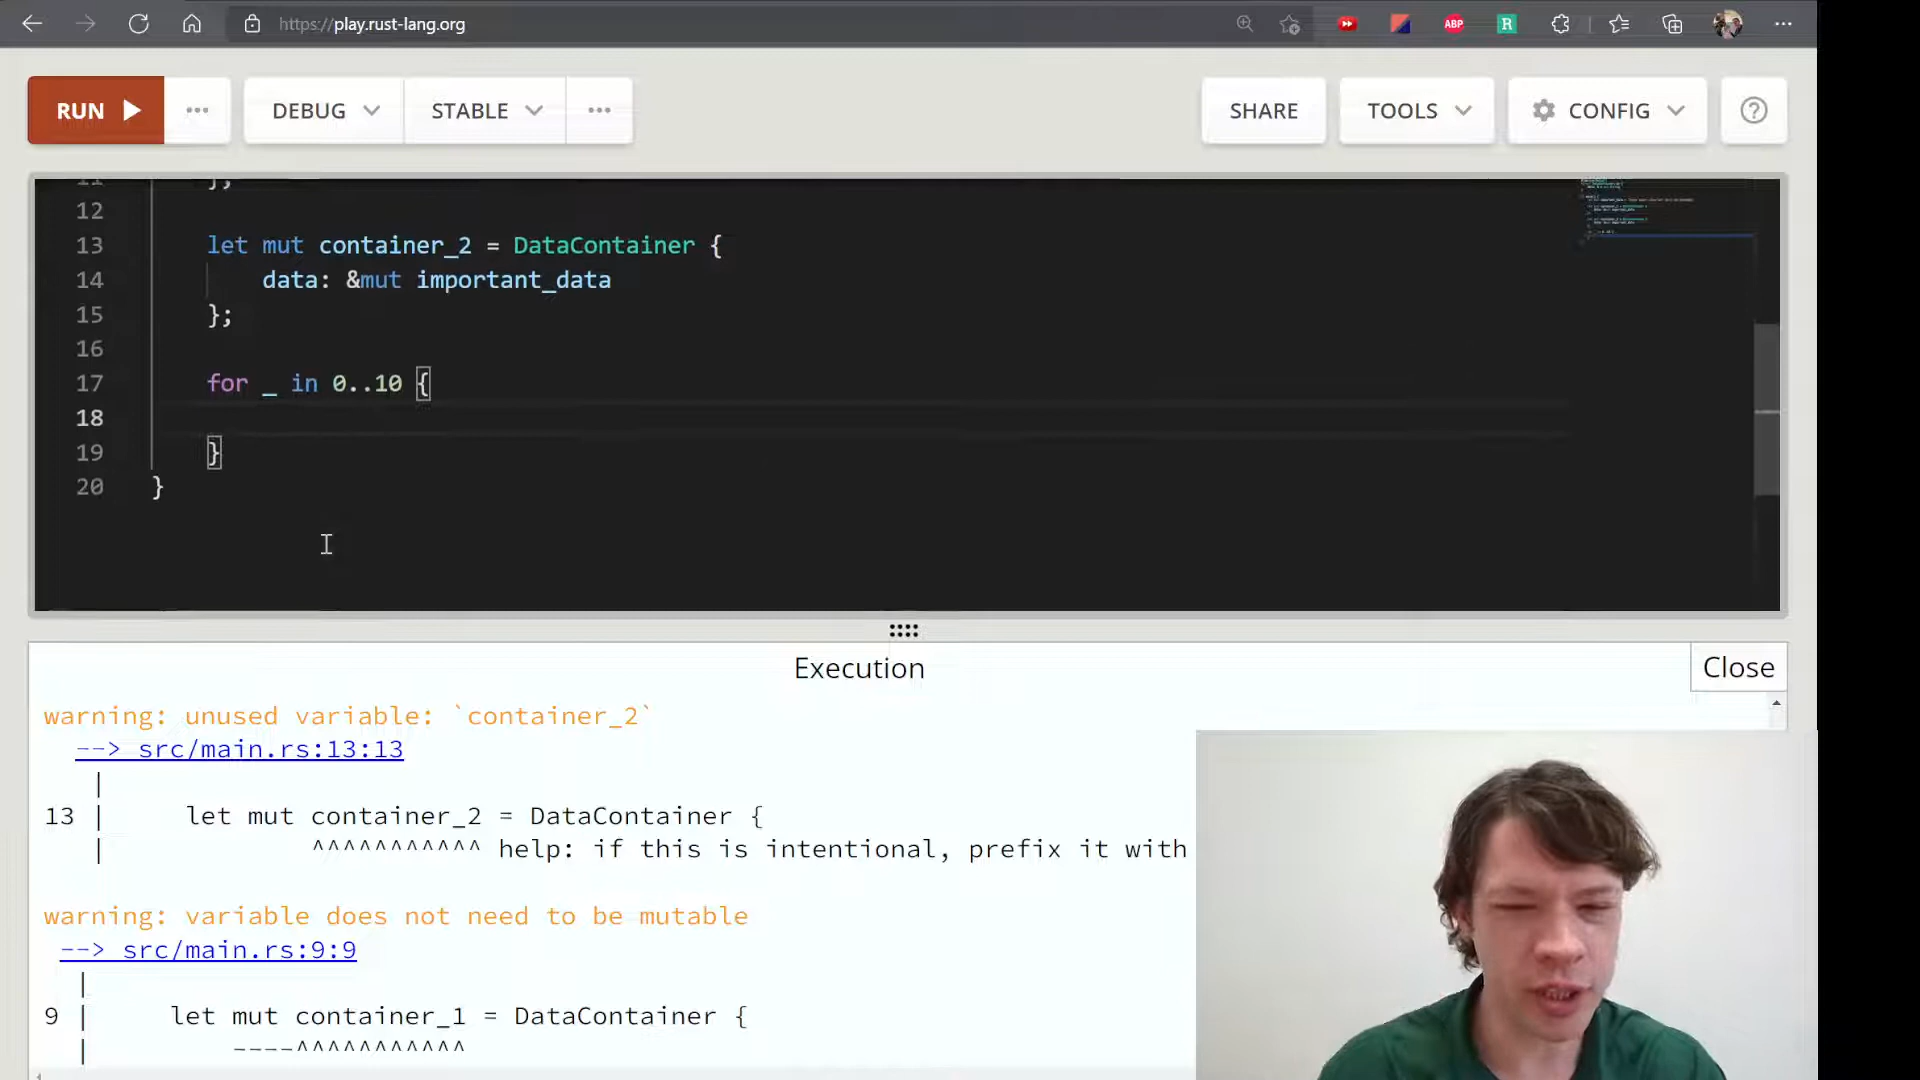 https://play.rust-lang.org
ABP
R
RUN
DEBUG
STABLE
SHARE
TOOLS
CONFIG
11 };
12
13 let mut container_2 = DataContainer {
14 data: &mut important_data
15 };
16
17 for _ in 0..10 {
18
19 }
20 }
Execution
Close
warning: unused variable: `container_2`
--> src/main.rs:13:13
|
13 | let mut container_2 = DataContainer {
| ^^^^^^^^^^^ help: if this is intentional, prefix it with
warning: variable does not need to be mutable
--> src/main.rs:9:9
|
9 | let mut container_1 = DataContainer {
| ----^^^^^^^^^^^